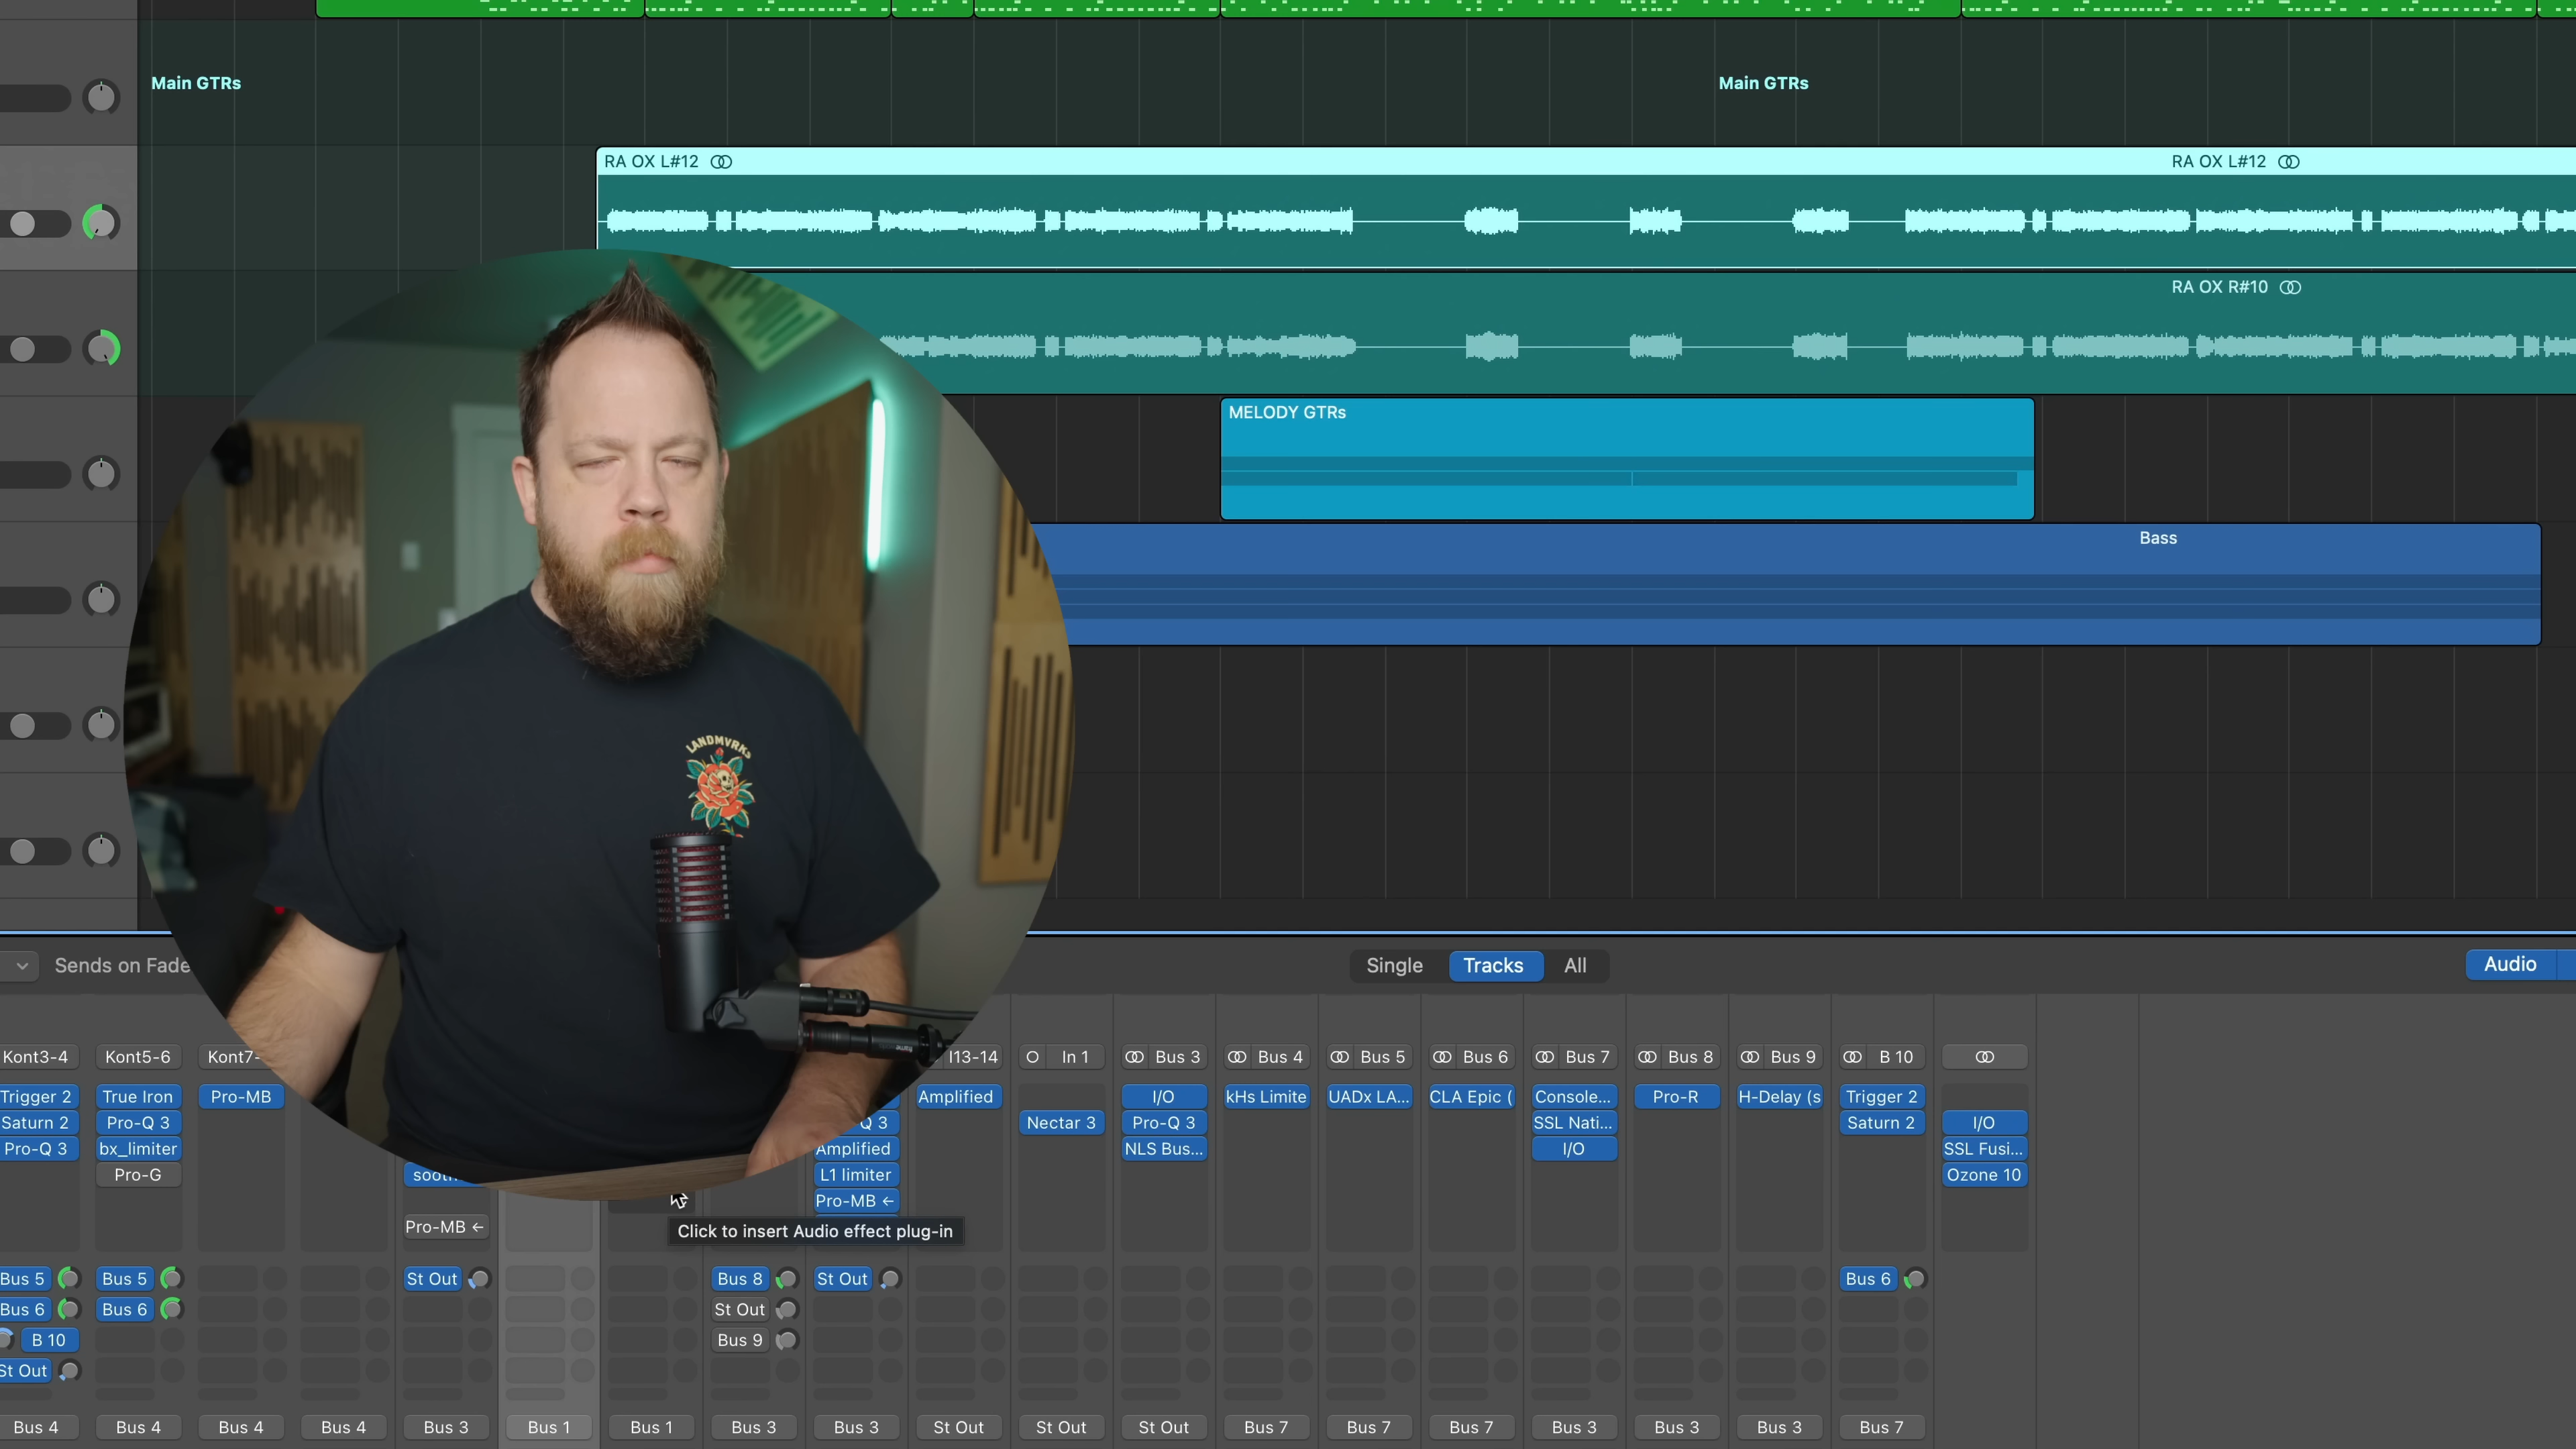 Main GTRs
Main GTRs
RA OX L#12
RA OX L#12
RA OX R#10
MELODY GTRs
Bass
LANDMVRKS
Sends on Fade
Single Tracks All
Audio
Kont3-4 Kont5-6 Kont7- I13-14 In 1 Bus 3 Bus 4 Bus 5 Bus 6 Bus 7 Bus 8 Bus 9 B 10
Trigger 2 True Iron Pro-MB Amplified I/O kHs Limite UADx LA... CLA Epic ( Console... Pro-R H-Delay (s Trigger 2
Saturn 2 Pro-Q 3 Q 3 Nectar 3 Pro-Q 3 SSL Nati... Saturn 2 I/O
Pro-Q 3 bx_limiter Amplified NLS Bus... I/O SSL Fusi...
Pro-G L1 limiter Ozone 10
Pro-MB ← Pro-MB ←
Click to insert Audio effect plug-in
Bus 5 Bus 5 St Out Bus 8 St Out Bus 6
Bus 6 Bus 6 St Out
B 10 Bus 9
St Out
Bus 4 Bus 4 Bus 4 Bus 4 Bus 3 Bus 1 Bus 1 Bus 3 Bus 3 St Out St Out St Out Bus 7 Bus 7 Bus 7 Bus 3 Bus 3 Bus 3 Bus 7